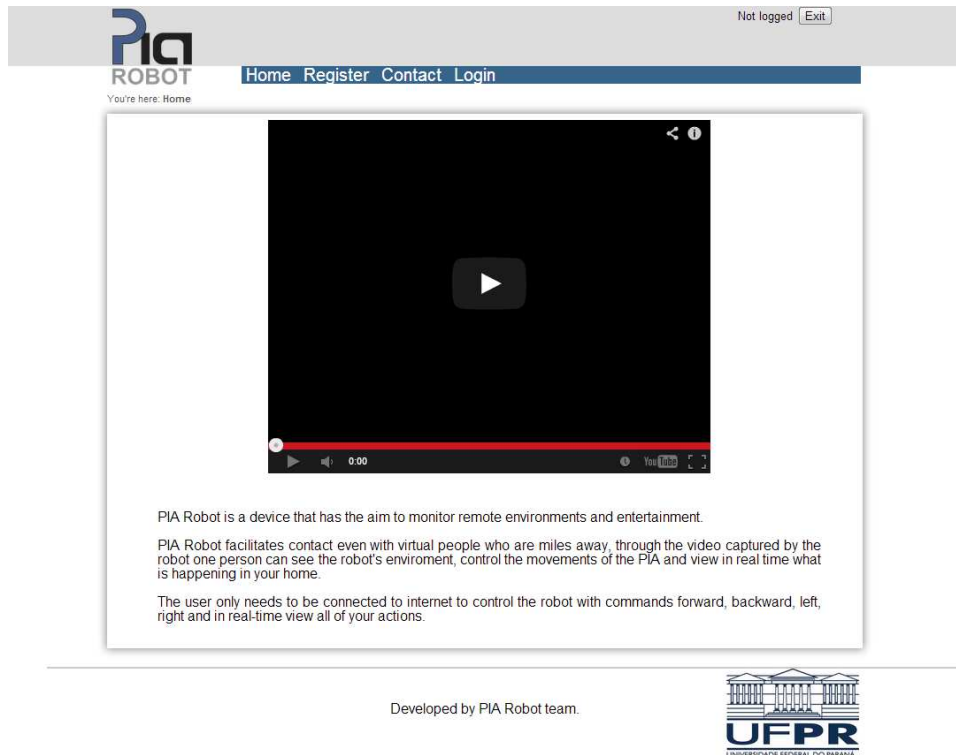 Not logged Exit
PIA
ROBOT
Home Register Contact Login
You're here: Home
0:00
YouTube
PIA Robot is a device that has the aim to monitor remote environments and entertainment.
PIA Robot facilitates contact even with virtual people who are miles away, through the video captured by the
robot one person can see the robot's enviroment, control the movements of the PIA and view in real time what
is happening in your home.
The user only needs to be connected to internet to control the robot with commands forward, backward, left,
right and in real-time view all of your actions.
Developed by PIA Robot team.
UFPR
UNIVERSIDADE FEDERAL DO PARANÁ